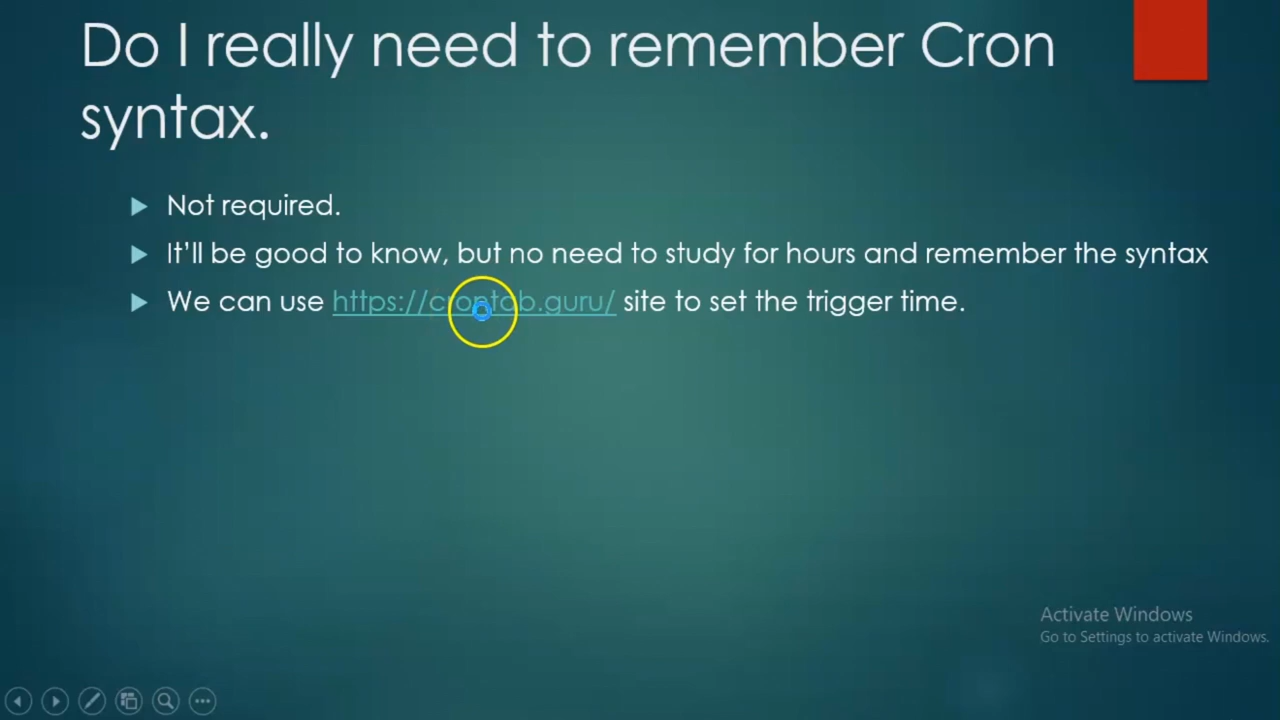 Do I really need to remember Cron
syntax.
Not required.
It'll be good to know, but no need to study for hours and remember the syntax
We can use https://crontab.guru/ site to set the trigger time.
Activate Windows
Go to Settings to activate Windows.